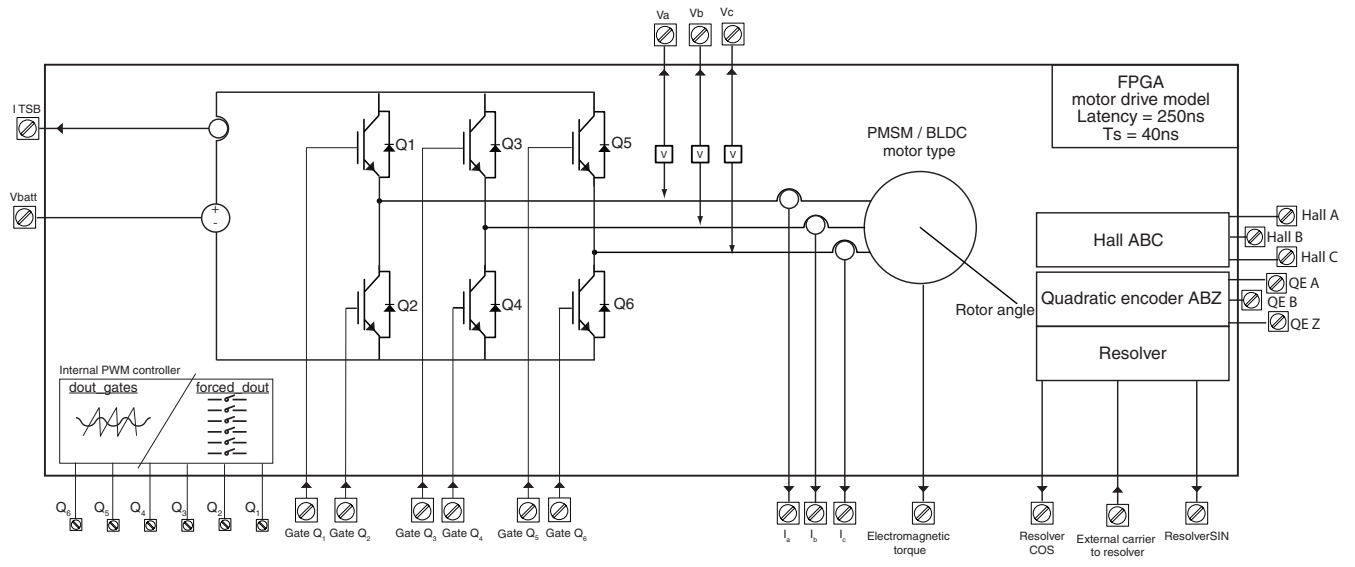 Va Vb Vc
FPGA
motor drive model
Latency = 250ns
Ts = 40ns
I TSB
Vbatt
+
-
Q1
Q3
Q5
V V V
PMSM / BLDC
motor type
Q2
Q4
Q6
Rotor angle
Hall ABC
Hall A
Hall B
Hall C
Quadratic encoder ABZ
QE A
QE B
QE Z
Resolver
Internal PWM controller
dout_gates
forced_dout
Q6 Q5 Q4 Q3 Q2 Q1
Gate Q1 Gate Q2 Gate Q3 Gate Q4 Gate Q5 Gate Q6
Ia Ib Ic
Electromagnetic
torque
Resolver
COS
External carrier
to resolver
ResolverSIN